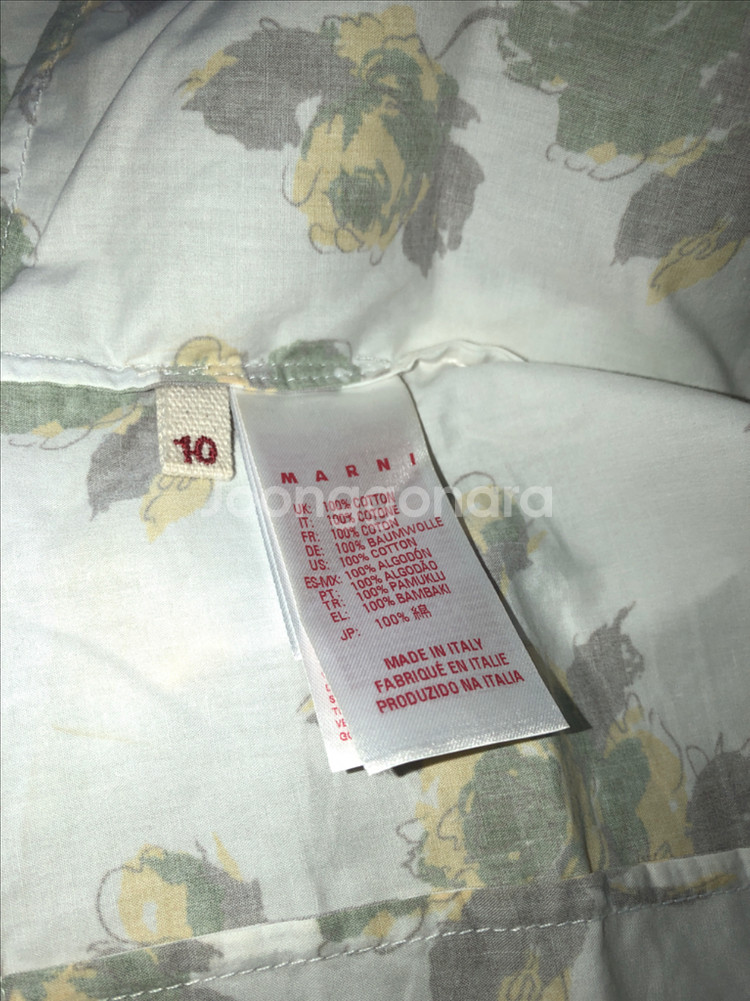 10
MARNI
Joonggonara
UK: 100% COTTON
IT: 100% COTONE
FR: 100% COTON
DE: 100% BAUMWOLLE
US: 100% COTTON
ES-MX: 100% ALGODÓN
PT: 100% ALGODÃO
TR: 100% PAMUKLU
EL: 100% BAMBAKI
JP: 100% 綿
MADE IN ITALY
FABRIQUÉ EN ITALIE
PRODUZIDO NA ITALIA